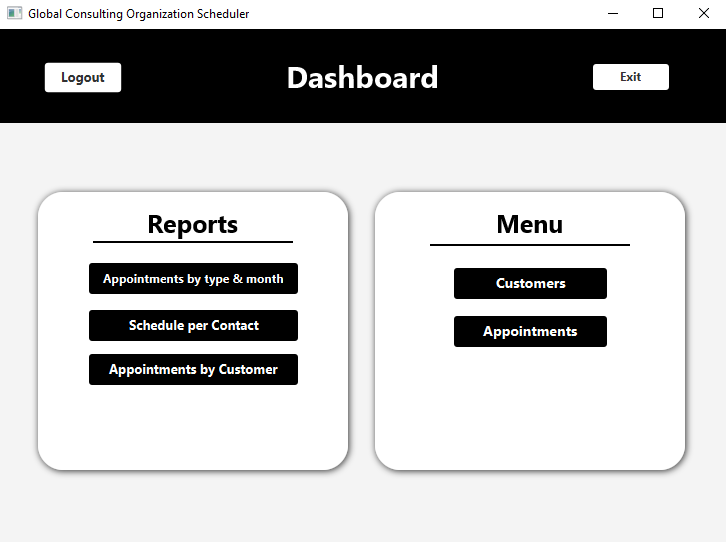 Global Consulting Organization Scheduler
Logout
Dashboard
Exit
Reports
Appointments by type & month
Schedule per Contact
Appointments by Customer
Menu
Customers
Appointments